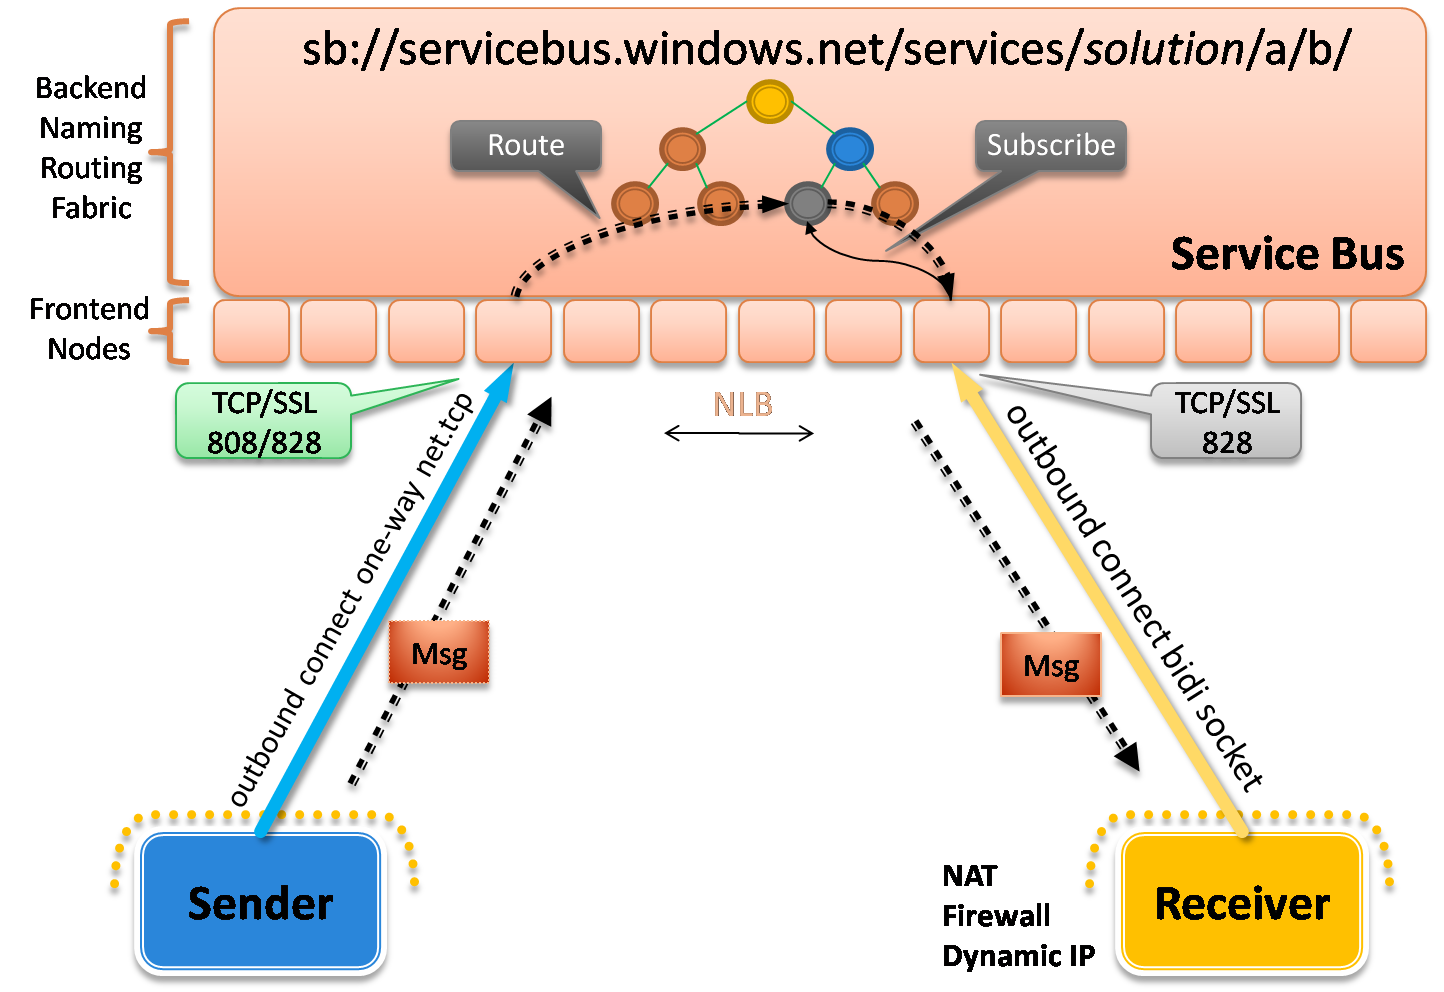 sb://servicebus.windows.net/services/solution/a/b/
Backend
Naming
Routing
Fabric
Route
Subscribe
Service Bus
Frontend
Nodes
TCP/SSL
808/828
NLB
TCP/SSL
828
outbound connect one-way net.tcp
outbound connect bidi socket
Msg
Msg
Sender
NAT
Firewall
Dynamic IP
Receiver